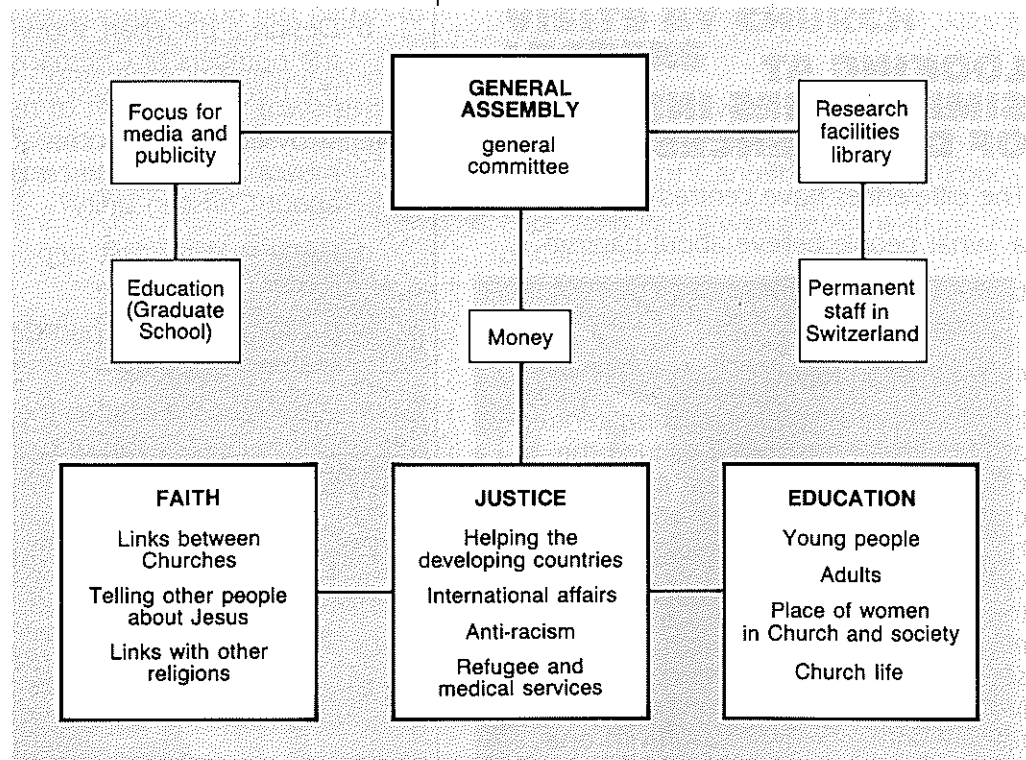 Focus for
media and
publicity
GENERAL
ASSEMBLY
general
committee
Research
facilities
library
Education
(Graduate
School)
Money
Permanent
staff in
Switzerland
FAITH
Links between
Churches
Telling other people
about Jesus
Links with other
religions
JUSTICE
Helping the
developing countries
International affairs
Anti-racism
Refugee and
medical services
EDUCATION
Young people
Adults
Place of women
in Church and society
Church life